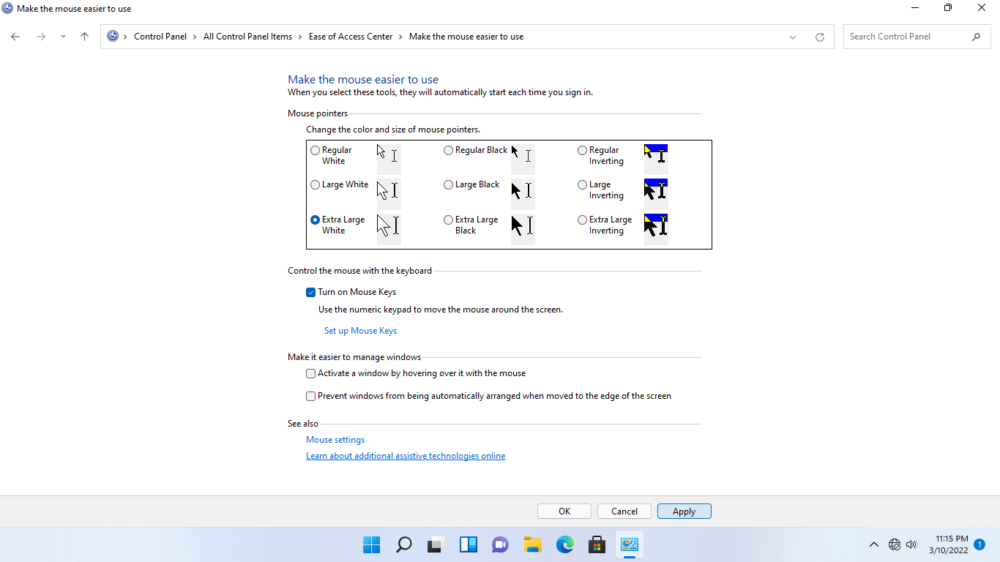 Make the mouse easier to use
Control Panel > All Control Panel Items > Ease of Access Center > Make the mouse easier to use
Search Control Panel
Make the mouse easier to use
When you select these tools, they will automatically start each time you sign in.
Mouse pointers
Change the color and size of mouse pointers.
Regular White
Regular Black
Regular Inverting
Large White
Large Black
Large Inverting
Extra Large White
Extra Large Black
Extra Large Inverting
Control the mouse with the keyboard
Turn on Mouse Keys
Use the numeric keypad to move the mouse around the screen.
Set up Mouse Keys
Make it easier to manage windows
Activate a window by hovering over it with the mouse
Prevent windows from being automatically arranged when moved to the edge of the screen
See also
Mouse settings
Learn about additional assistive technologies online
OK
Cancel
Apply
11:15 PM
3/10/2022
1